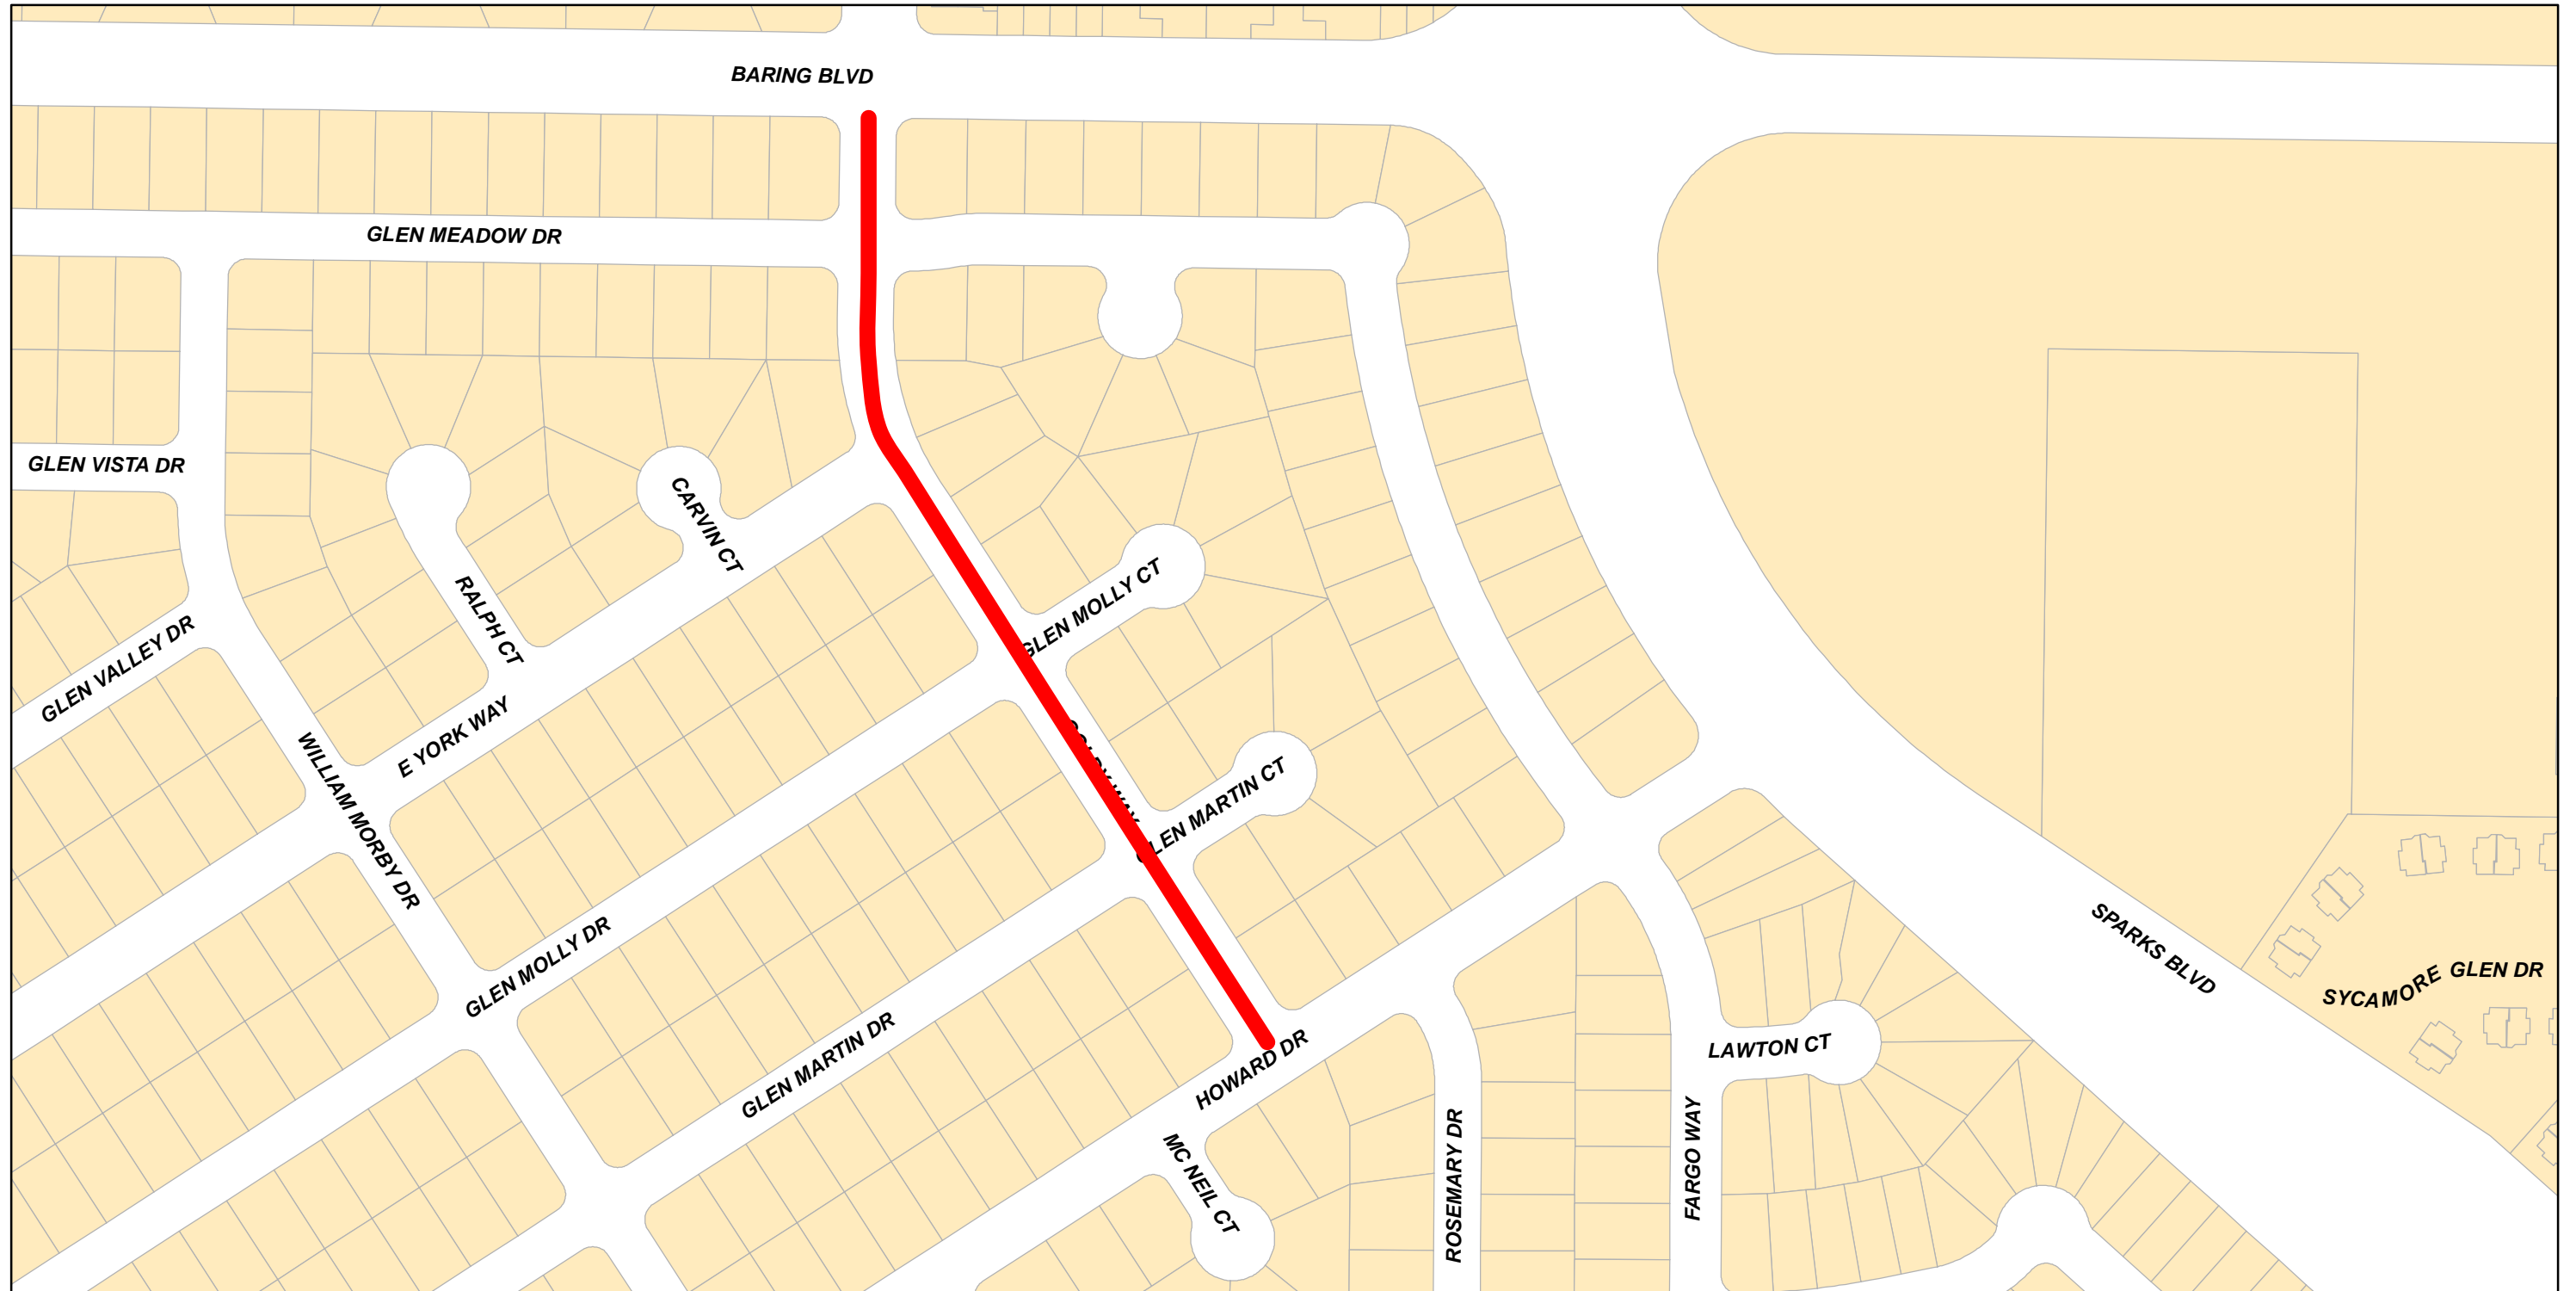 BARING BLVD
GLEN MEADOW DR
GLEN VISTA DR
CARVIN CT
RALPH CT
GLEN MOLLY CT
GLEN VALLEY DR
E YORK WAY
WILLIAM MORBY DR
GLEN MARTIN CT
GLEN MOLLY DR
SPARKS BLVD
SYCAMORE GLEN DR
GLEN MARTIN DR
HOWARD DR
LAWTON CT
MC NEIL CT
ROSEMARY DR
FARGO WAY